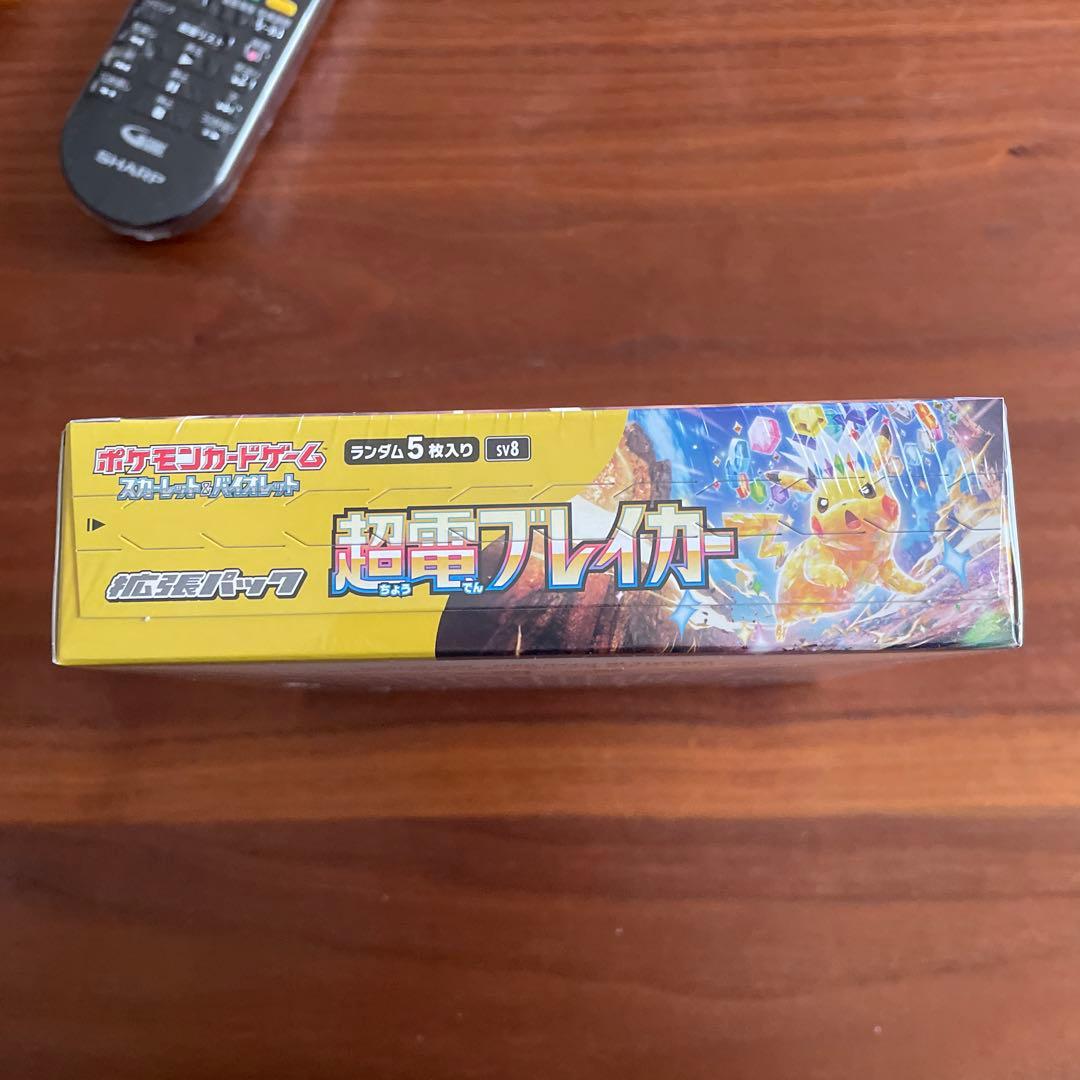 SHARP
ポケモンカードゲーム
スカーレット&バイオレット
ランダム5枚入り
SV8
拡張パック
超電ブレイカー
ちょう でん